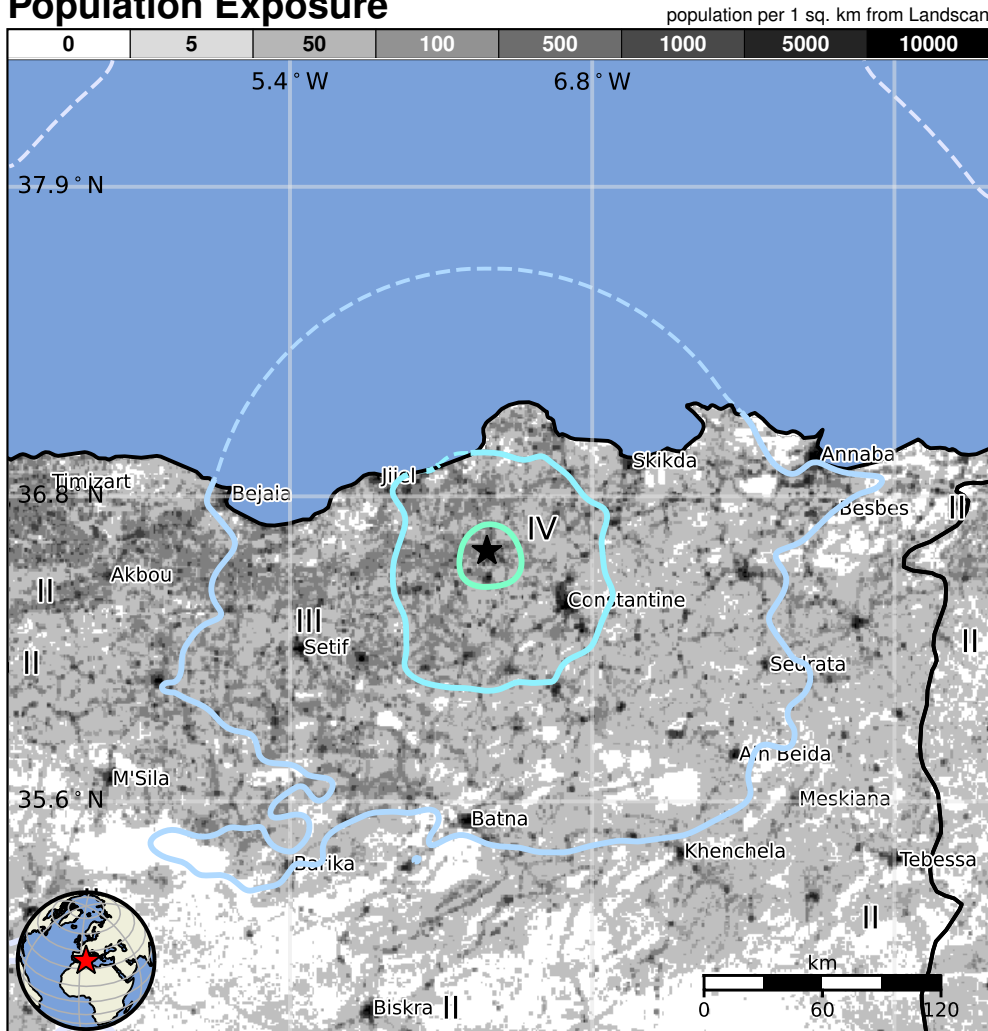 Population Exposure
population per 1 sq. km from Landscan
0 5 50 100 500 1000 5000 10000
5.4°W 6.8°W
37.9°N
Annaba
Skikda
Jijel
Timizart
36.8°N
Bejaia
Besbes
II
IV
Akbou
II
Constantine
III
II
Setif
II
Sedrata
Ain Beida
M'Sila
35.6°N
Meskiana
Batna
Khenchela
Tebessa
Barika
II
km
Biskra II
0 60 120